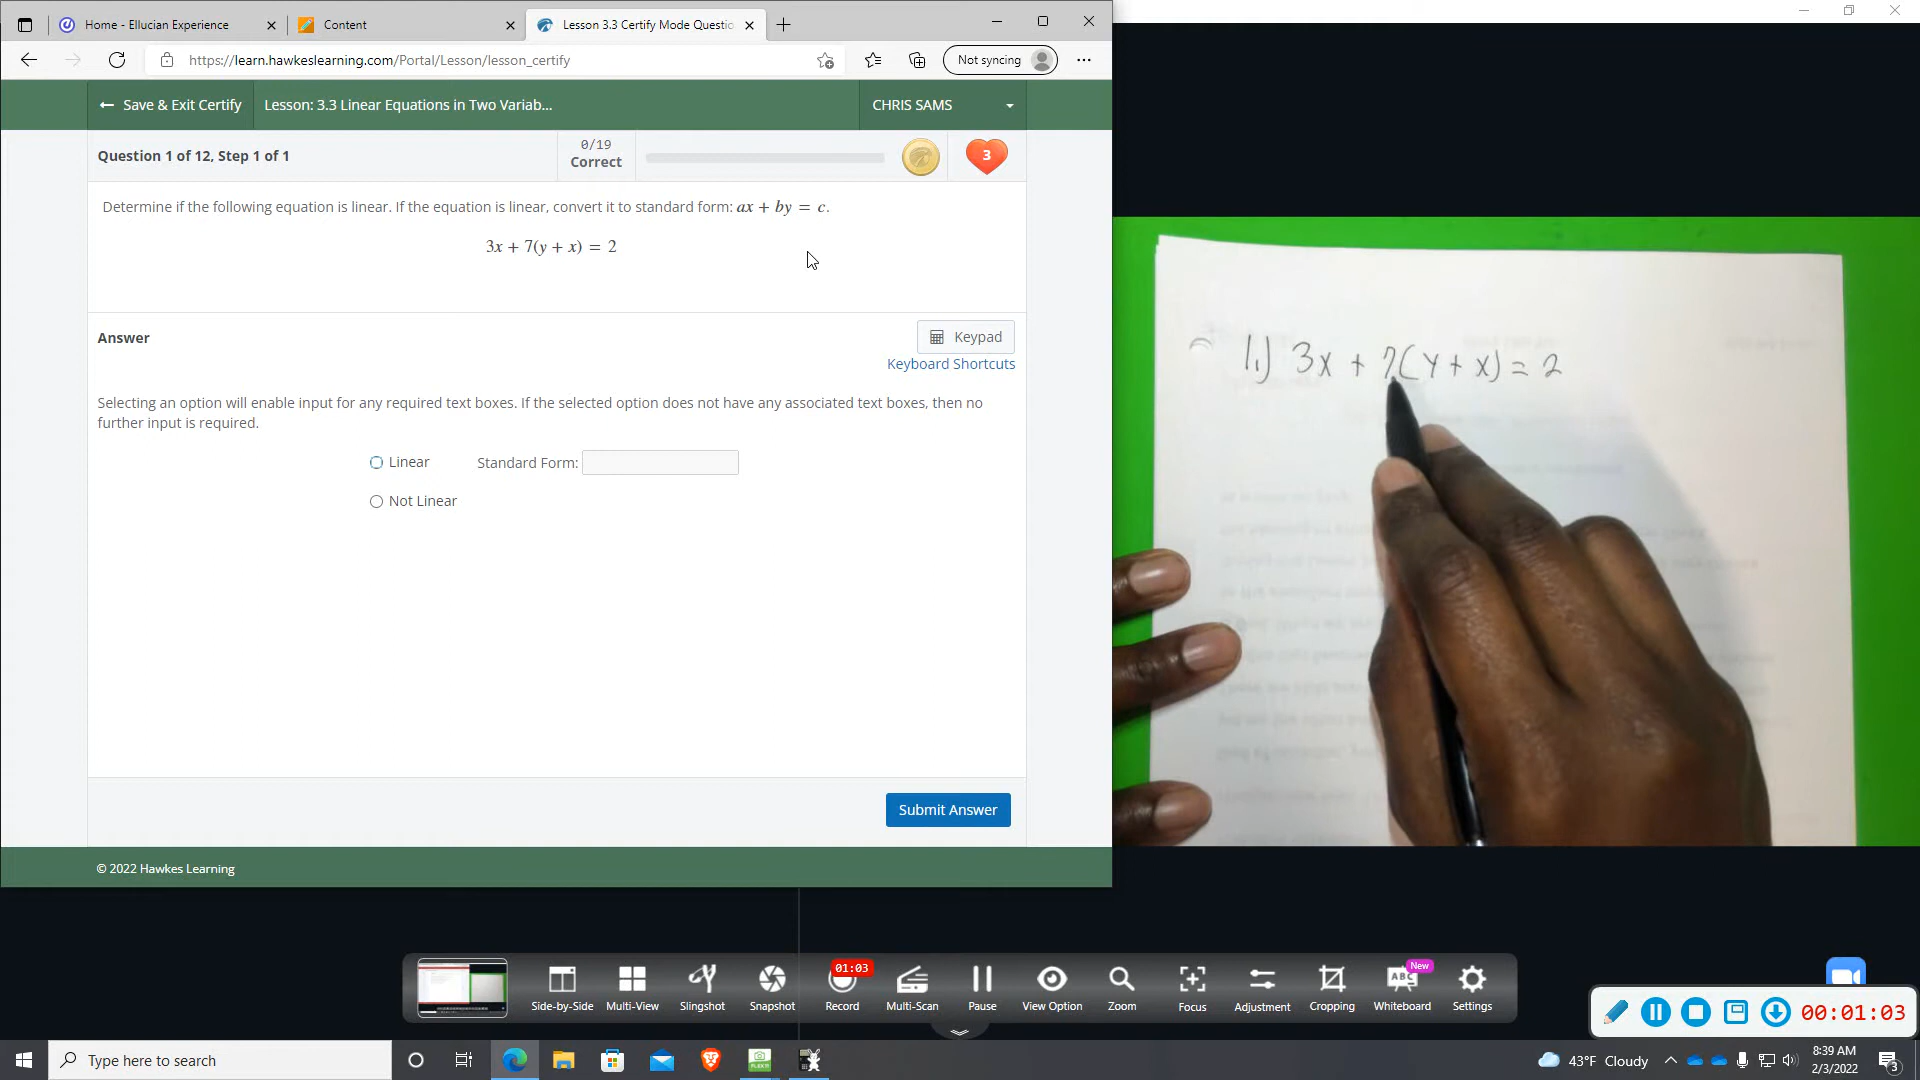 Home - Ellucian Experience
Content
Lesson 3.3 Certify Mode Questio
https://learn.hawkeslearning.com/Portal/Lesson/lesson_certify
Not syncing
← Save & Exit Certify
Lesson: 3.3 Linear Equations in Two Variab...
CHRIS SAMS
Question 1 of 12, Step 1 of 1
0/19
Correct
3
Determine if the following equation is linear. If the equation is linear, convert it to standard form: ax + by = c.
3x + 7(y + x) = 2
Answer
Keypad
Keyboard Shortcuts
Selecting an option will enable input for any required text boxes. If the selected option does not have any associated text boxes, then no
further input is required.
Linear
Standard Form:
Not Linear
Submit Answer
© 2022 Hawkes Learning
1.) 3x + 7(y + x) = 2
Side-by-Side
Multi-View
Slingshot
Snapshot
01:03
Record
Multi-Scan
Pause
View Option
Zoom
Focus
Adjustment
Cropping
New
ABC
Whiteboard
Settings
00:01:03
Type here to search
43°F Cloudy
8:39 AM
2/3/2022
3